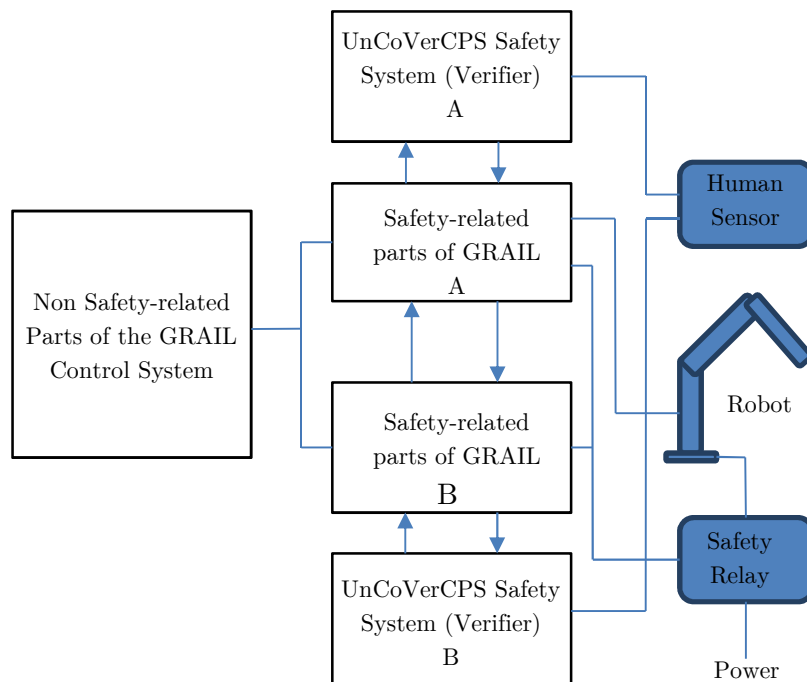 UnCoVerCPS Safety
System (Verifier)
A
Human
Sensor
Safety-related
parts of GRAIL
A
Non Safety-related
Parts of the GRAIL
Control System
Robot
Safety-related
parts of GRAIL
B
Safety
Relay
UnCoVerCPS Safety
System (Verifier)
B
Power